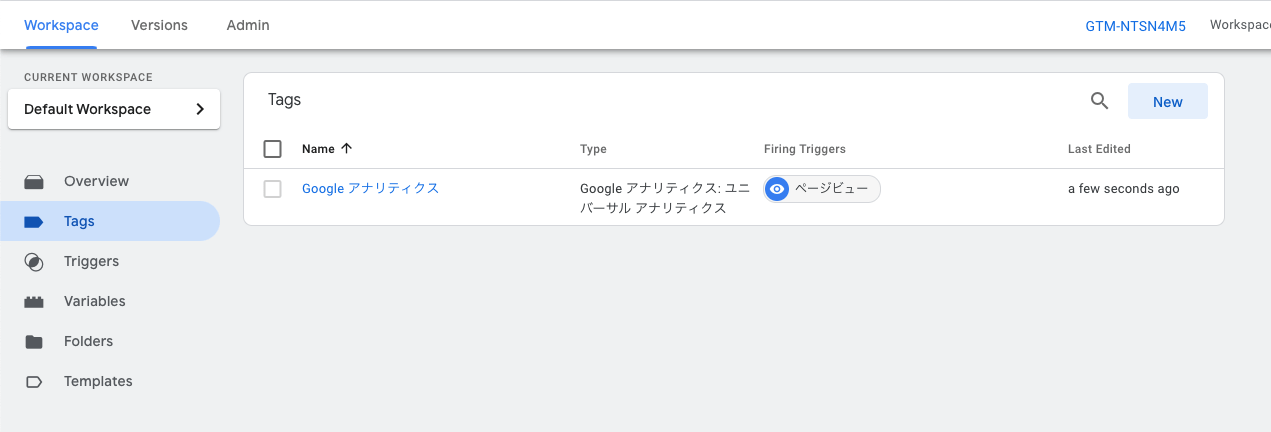 Workspace Versions Admin GTM-NTSN4M5 Workspac
CURRENT WORKSPACE
Default Workspace
Overview
Tags
Triggers
Variables
Folders
Templates
Tags New
Name Type Firing Triggers Last Edited
Google アナリティクス Google アナリティクス: ユニ ページビュー a few seconds ago
バーサル アナリティクス